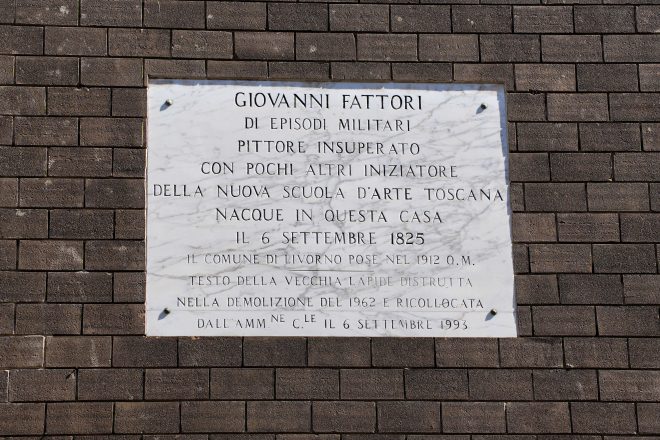 GIOVANNI FATTORI
DI EPISODI MILITARI
PITTORE INSUPERATO
CON POCHI ALTRI INIZIATORE
DELLA NUOVA SCUOLA D'ARTE TOSCANA
NACQUE IN QUESTA CASA
IL 6 SETTEMBRE 1825
IL COMUNE DI LIVORNO POSE NEL 1912 Q.M.
TESTO DELLA VECCHIA LAPIDE DISTRUTTA
NELLA DEMOLIZIONE DEL 1962 E RICOLLOCATA
DALL'AMM NE C.LE IL 6 SETTEMBRE 1993